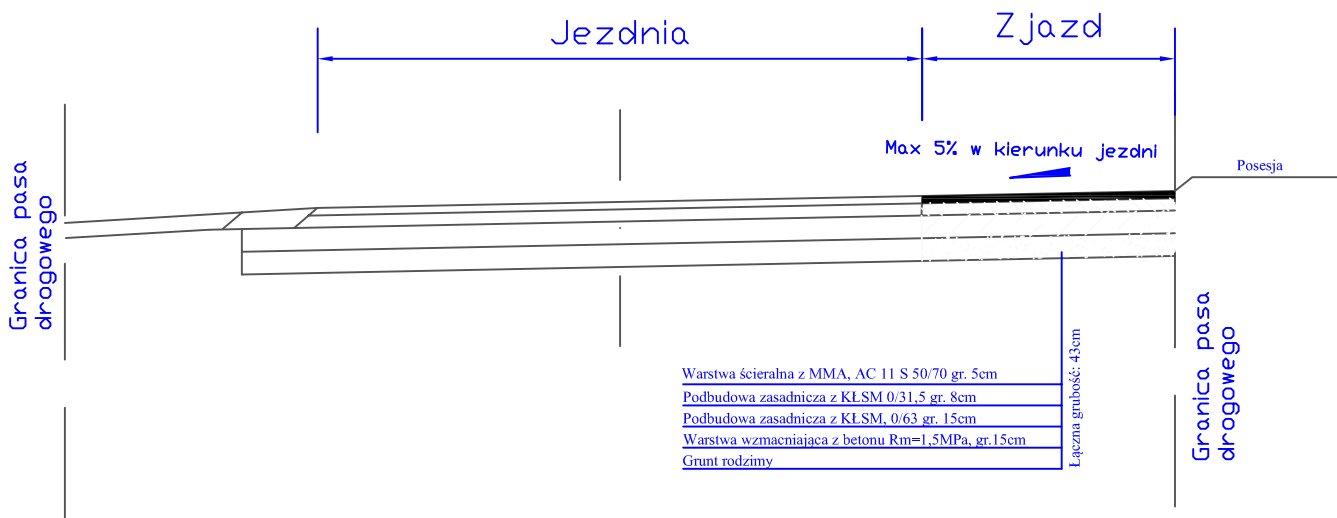 Jezdnia
Zjazd
Max 5% w kierunku jezdni
Posesja
Granica pasa
drogowego
Warstwa ścieralna z MMA, AC 11 S 50/70 gr. 5cm
Podbudowa zasadnicza z KŁSM 0/31,5 gr. 8cm
Podbudowa zasadnicza z KŁSM, 0/63 gr. 15cm
Warstwa wzmacniająca z betonu Rm=1,5MPa, gr.15cm
Grunt rodzimy
Łączna grubość: 43cm
Granica pasa
drogowego